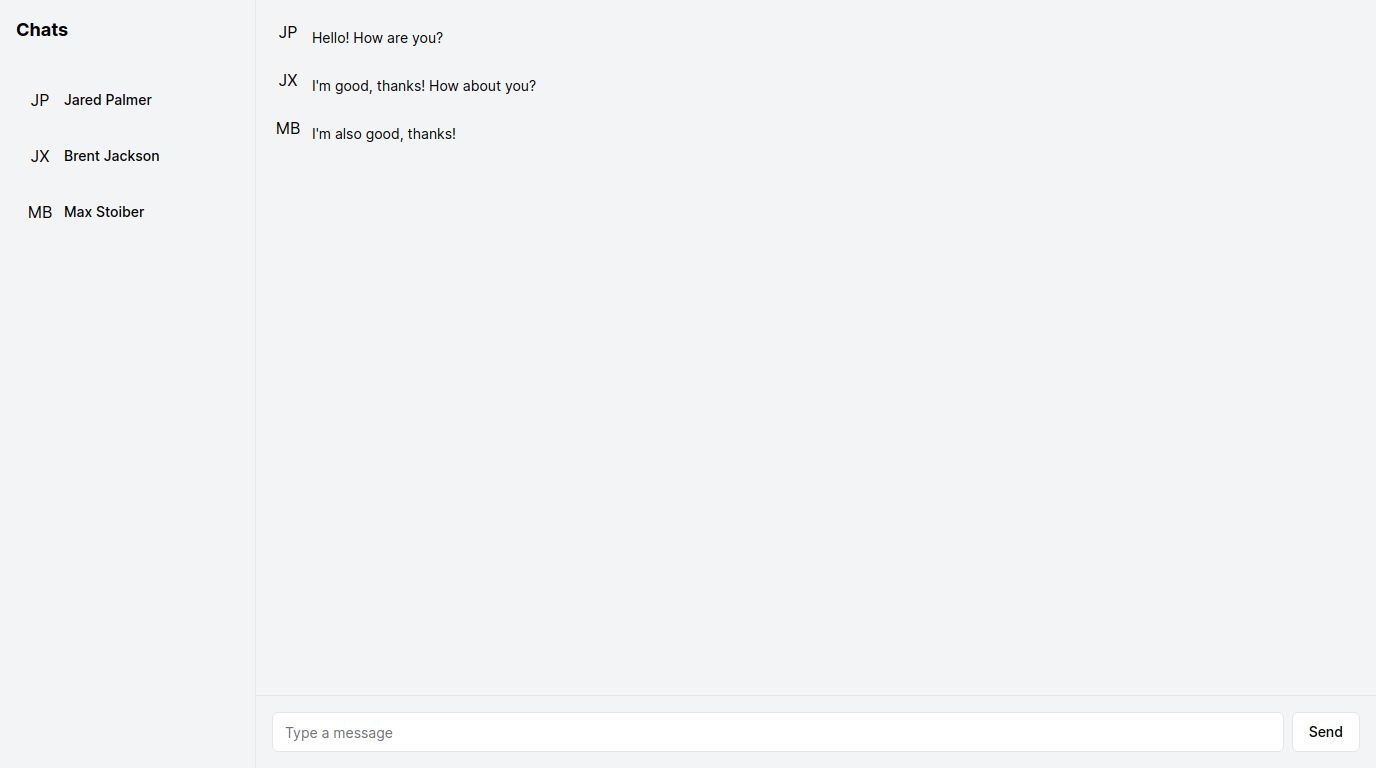 Chats
JP Jared Palmer
JX Brent Jackson
MB Max Stoiber
JP Hello! How are you?
JX I'm good, thanks! How about you?
MB I'm also good, thanks!
Type a message
Send